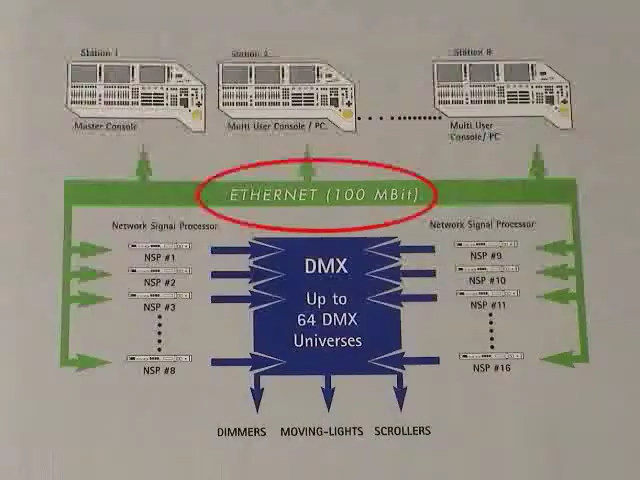 Station 1
Station 2
Station 8
Master Console
Multi User Console / PC
Multi User
Console/ PC
ETHERNET (100 MBit)
Network Signal Processor
Network Signal Processor
NSP #1
NSP #2
NSP #3
NSP #8
DMX
Up to
64 DMX
Universes
NSP #9
NSP #10
NSP #11
NSP #16
DIMMERS
MOVING-LIGHTS
SCROLLERS